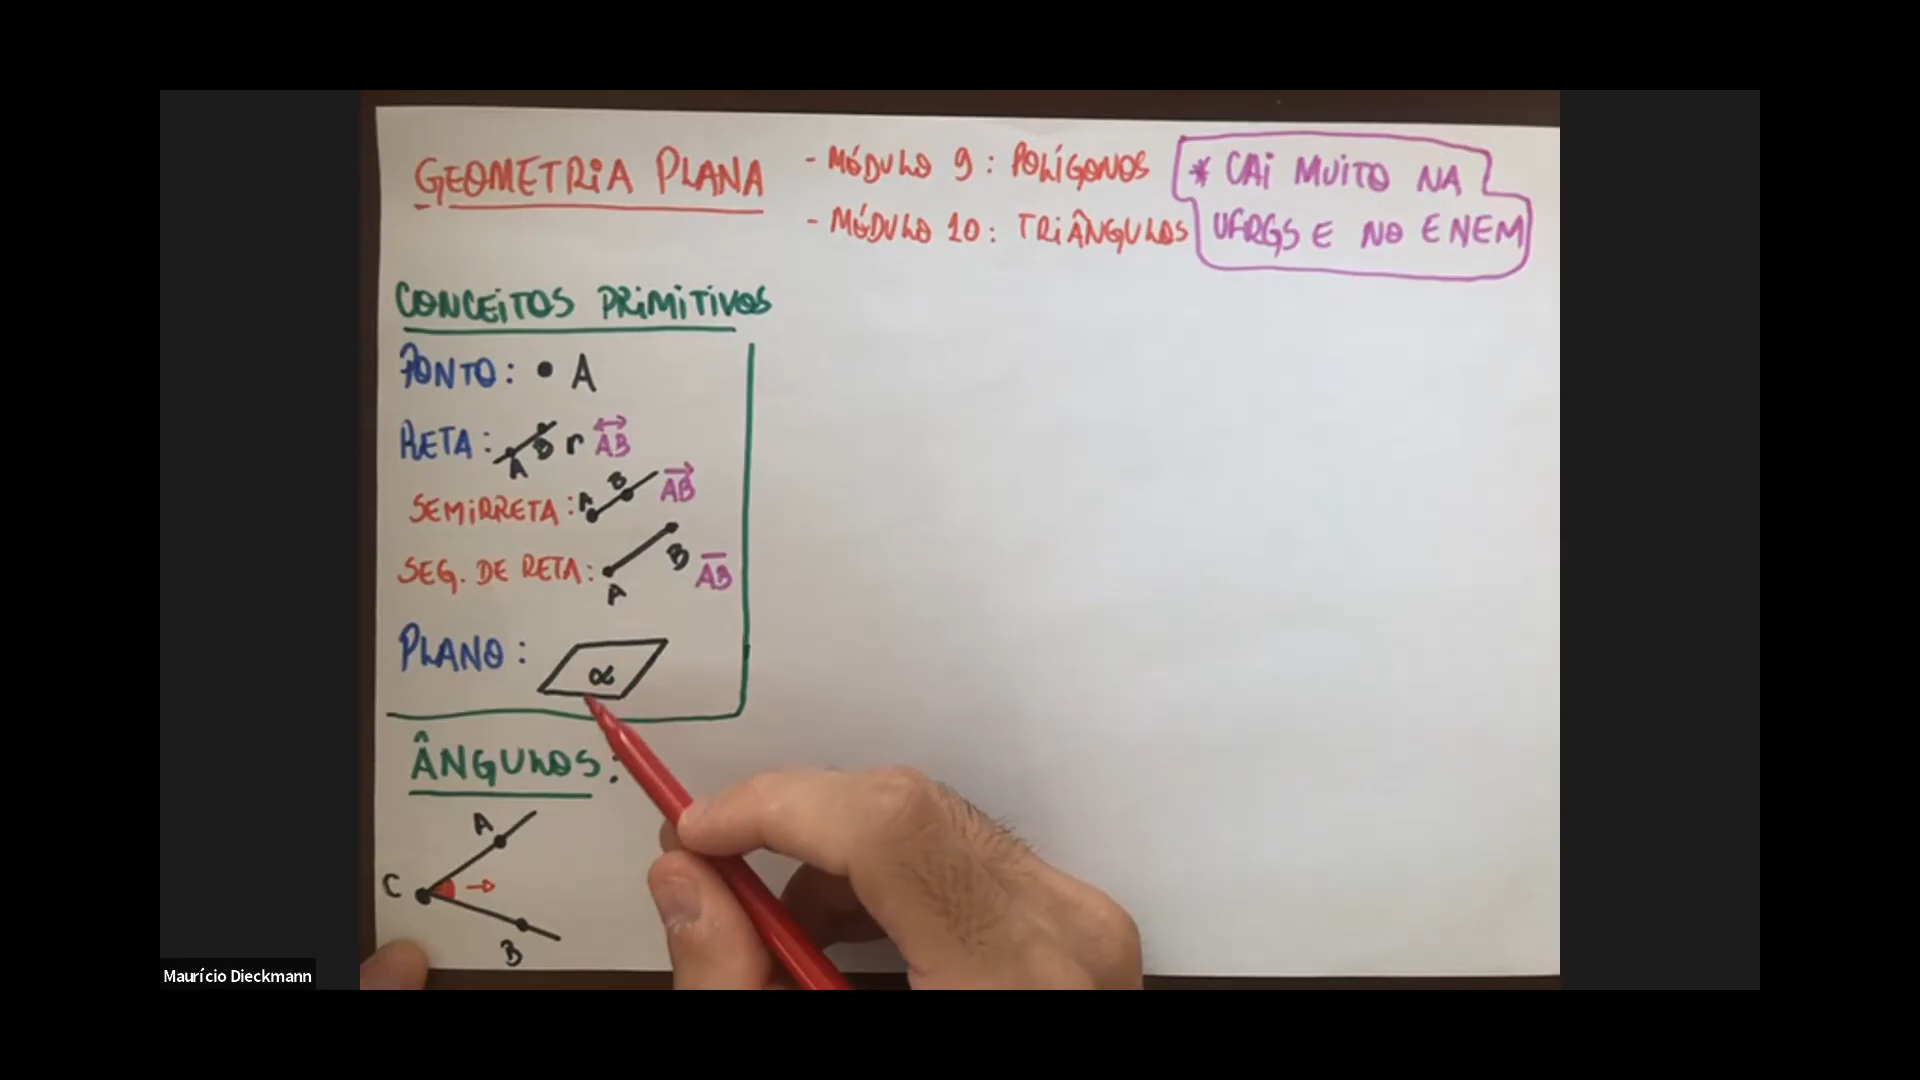 GEOMETRIA PLANA
- MÓDULO 9: POLÍGONOS
- MÓDULO 10: TRIÂNGULOS
* CAI MUITO NA
UFRGS E NO ENEM
CONCEITOS PRIMITIVOS
PONTO: • A
RETA: A B r AB
SEMIRRETA: A B AB
SEG. DE RETA: A B AB
PLANO: α
ÂNGULOS:
A
C
B
Maurício Dieckmann